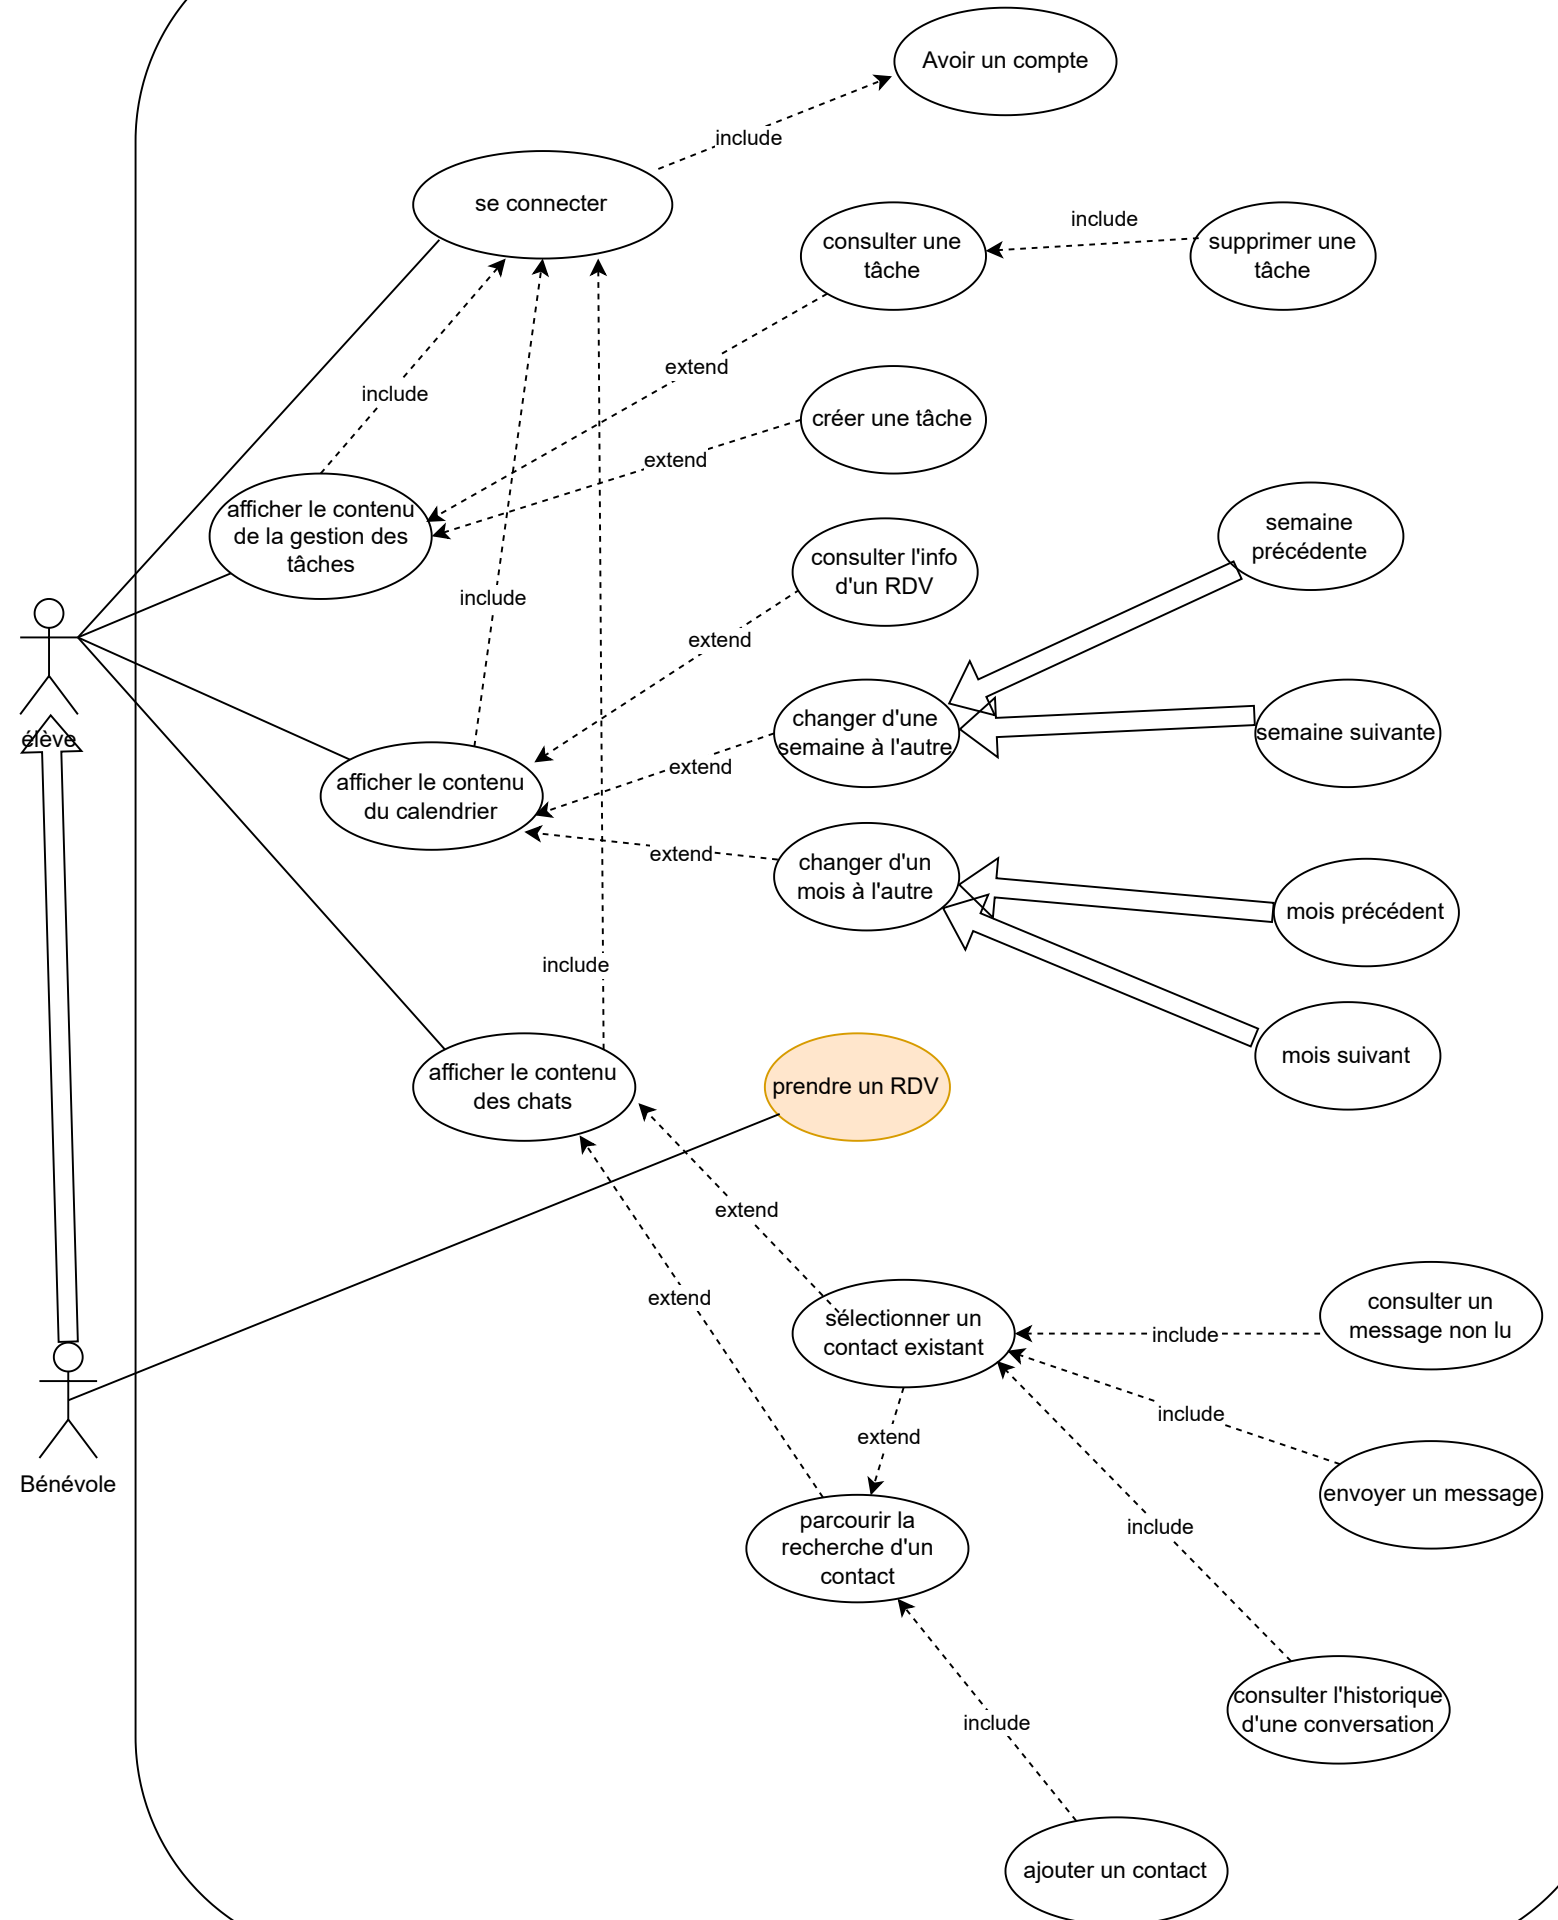 Avoir un compte
include
se connecter
consulter une
tâche
include
supprimer une
tâche
extend
include
créer une tâche
extend
afficher le contenu
de la gestion des
tâches
semaine
précédente
consulter l'info
d'un RDV
include
extend
élève
changer d'une
semaine à l'autre
semaine suivante
extend
afficher le contenu
du calendrier
extend
changer d'un
mois à l'autre
mois précédent
include
mois suivant
afficher le contenu
des chats
prendre un RDV
extend
extend
sélectionner un
contact existant
include
consulter un
message non lu
include
extend
Bénévole
envoyer un message
include
parcourir la
recherche d'un
contact
consulter l'historique
d'une conversation
include
ajouter un contact